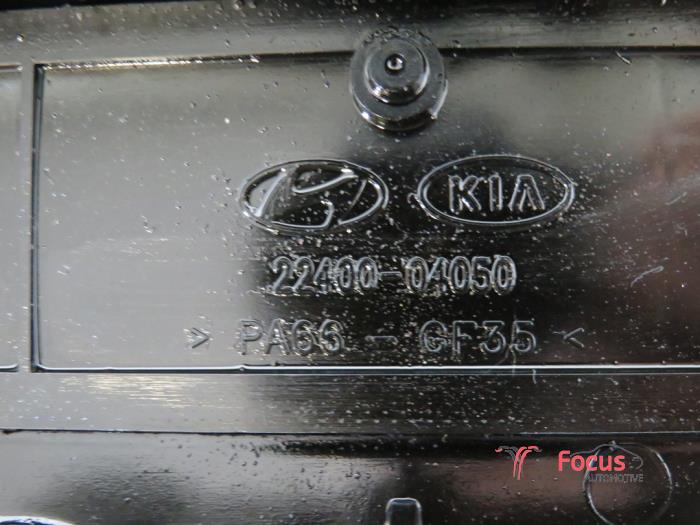 KIA
22400-04050
> PA66 - GF35 <
Focus
AUTOMOTIVE